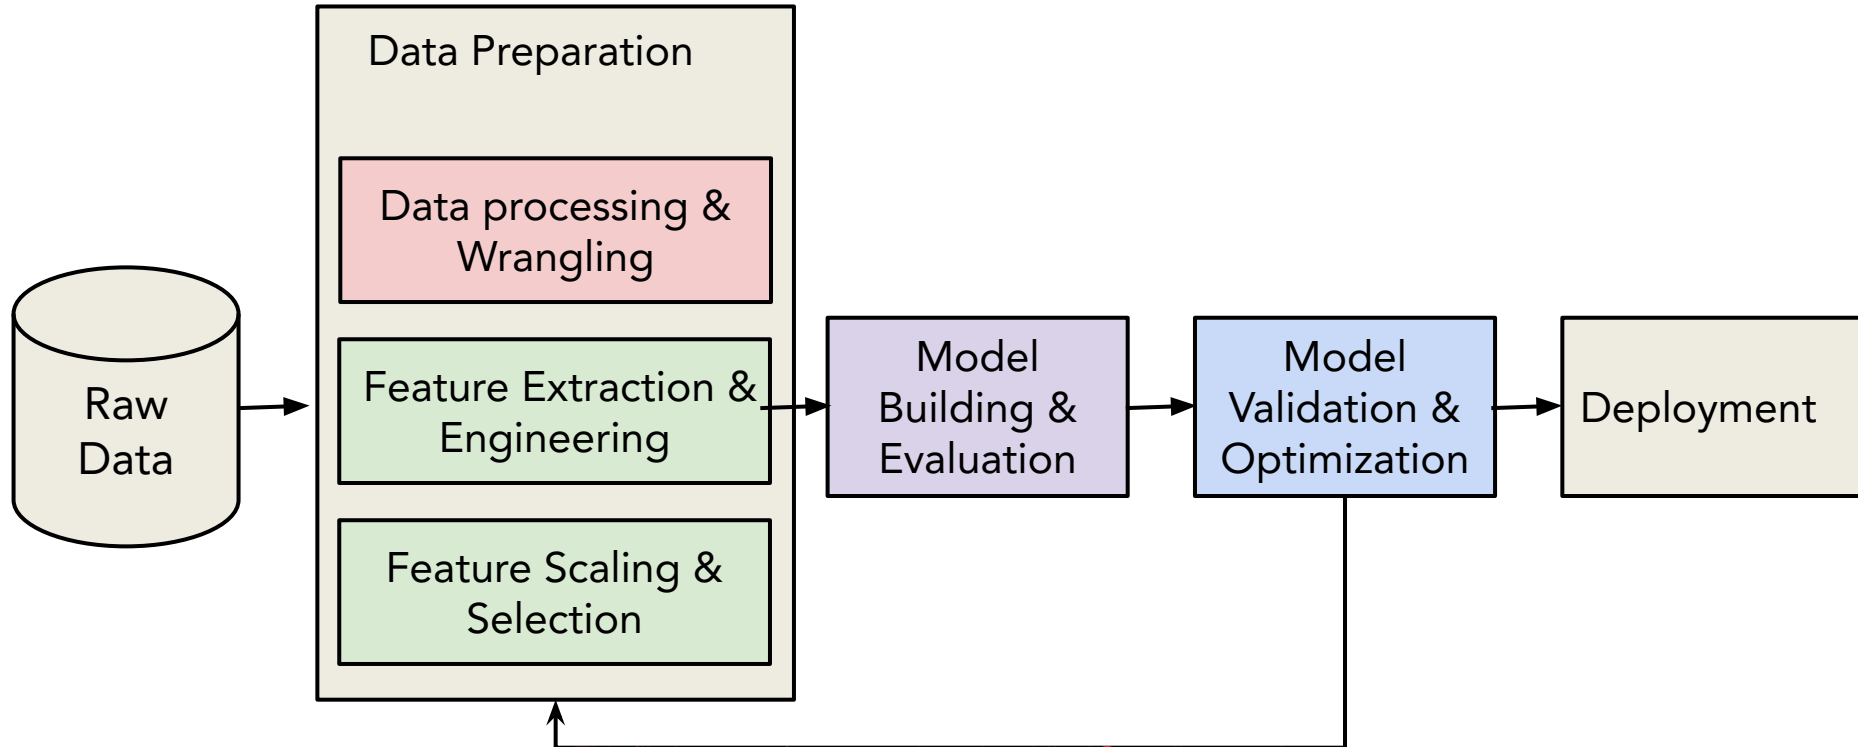 Data Preparation
Data processing &
Wrangling
Raw
Data
Feature Extraction &
Engineering
Feature Scaling &
Selection
Model
Building &
Evaluation
Model
Validation &
Optimization
Deployment